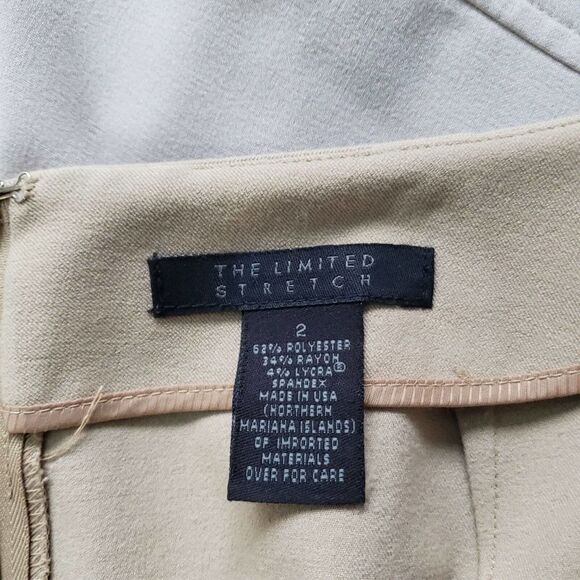 THE LIMITED
STRETCH
2
62% POLYESTER
34% RAYON
4% LYCRA®
SPANDEX
MADE IN USA
(NORTHERN
MARIANA ISLANDS)
OF IMPORTED
MATERIALS
OVER FOR CARE